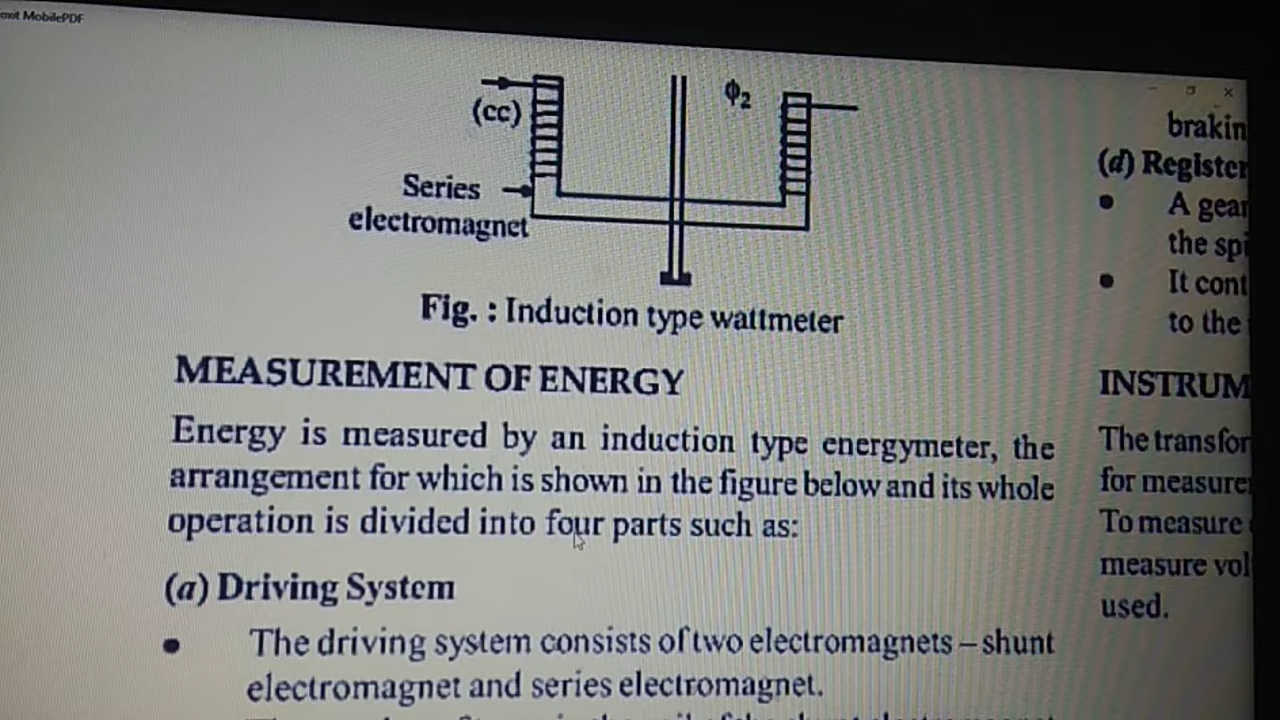 MobilePDF
(cc)
ϕ2
Series
electromagnet
Fig. : Induction type wattmeter
MEASUREMENT OF ENERGY
Energy is measured by an induction type energymeter, the
arrangement for which is shown in the figure below and its whole
operation is divided into four parts such as:
(a) Driving System
• The driving system consists of two electromagnets – shunt
electromagnet and series electromagnet.
brakin
(d) Register
• A gear
the spi
• It cont
to the
INSTRUM
The transfor
for measure
To measure
measure vol
used.